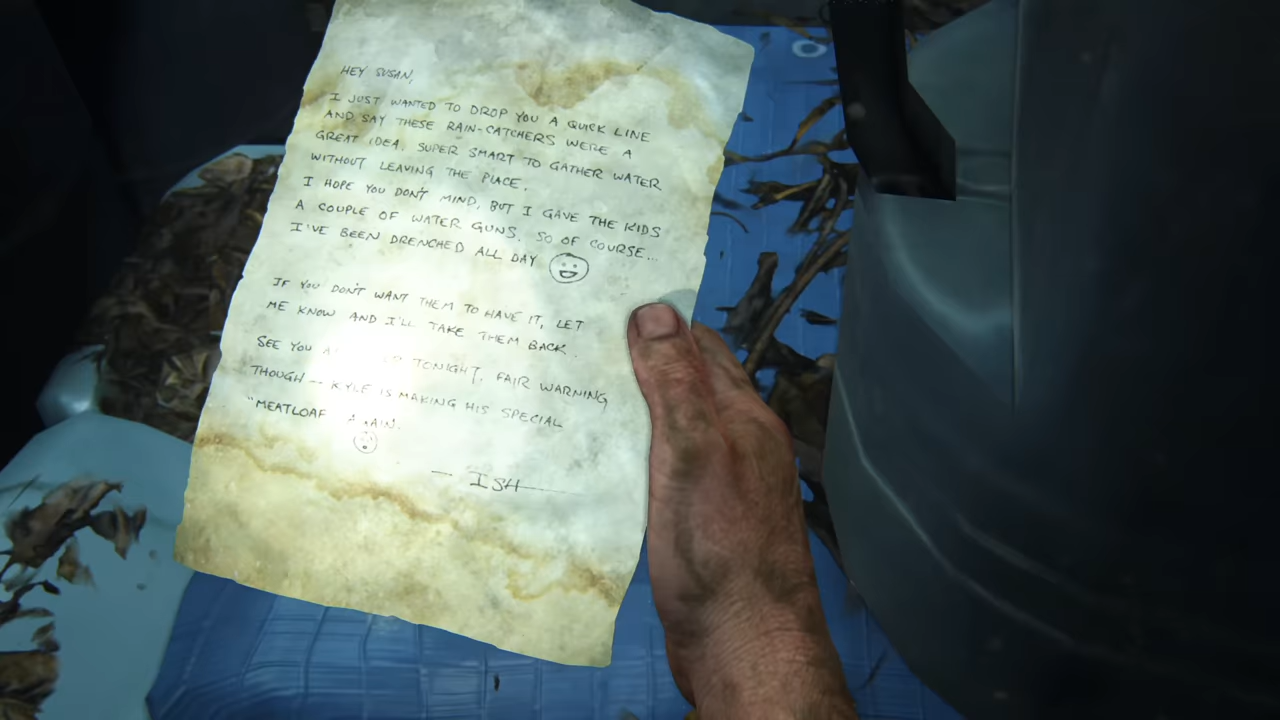 HEY SUSAN,
I JUST WANTED TO DROP YOU A QUICK LINE
AND SAY THESE RAIN-CATCHERS WERE A
GREAT IDEA. SUPER SMART TO GATHER WATER
WITHOUT LEAVING THE PLACE.
I HOPE YOU DON'T MIND, BUT I GAVE THE KIDS
A COUPLE OF WATER GUNS. SO OF COURSE...
I'VE BEEN DRENCHED ALL DAY
IF YOU DON'T WANT THEM TO HAVE IT, LET
ME KNOW AND I'LL TAKE THEM BACK.
SEE YOU TONIGHT. FAIR WARNING
THOUGH -- KYLE IS MAKING HIS SPECIAL
"MEATLOAF
— ISH